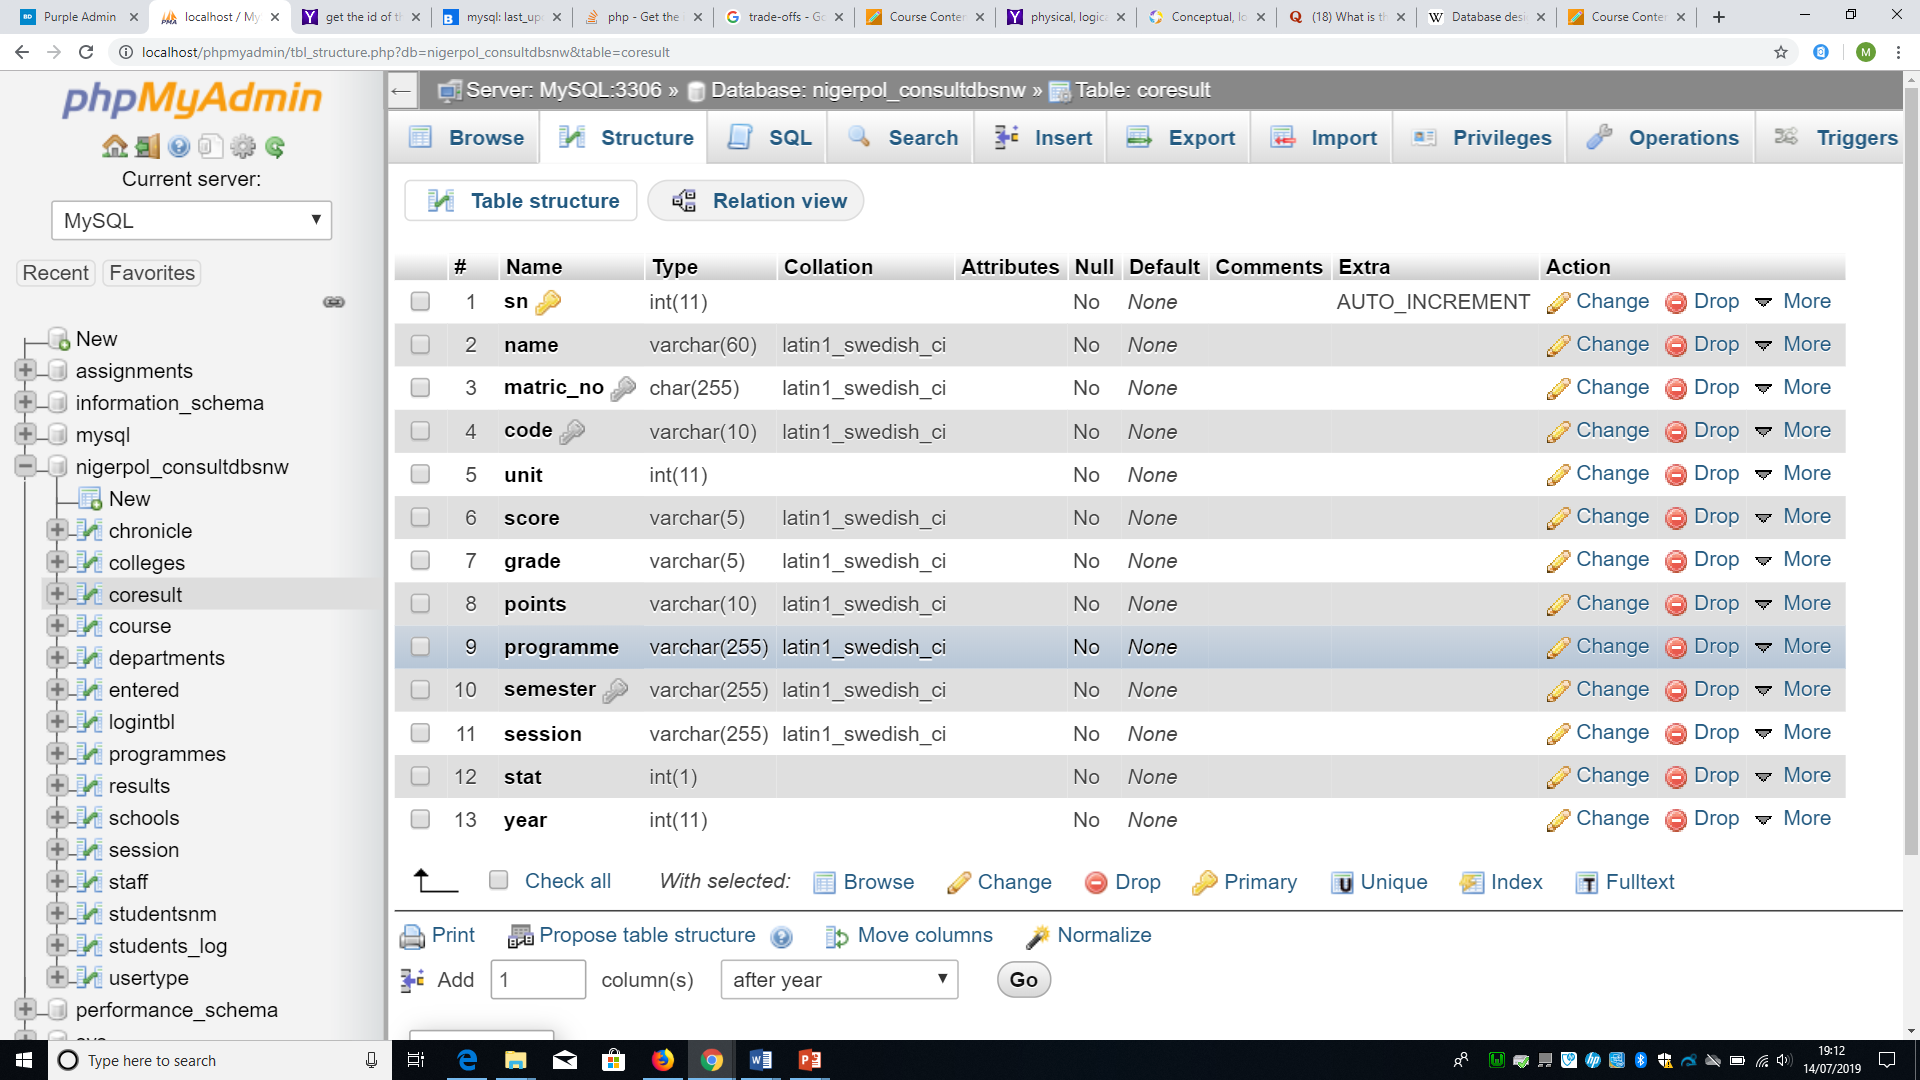 Purple Admin
localhost / My
get the id of th
mysql: last_up
php - Get the
trade-offs - Go
Course Conten
physical, logica
Conceptual, lo
(18) What is th
Database desi
Course Conten
localhost/phpmyadmin/tbl_structure.php?db=nigerpol_consultdbsnw&table=coresult
phpMyAdmin
Current server:
MySQL
Recent Favorites
New
assignments
information_schema
mysql
nigerpol_consultdbsnw
New
chronicle
colleges
coresult
course
departments
entered
logintbl
programmes
results
schools
session
staff
studentsnm
students_log
usertype
performance_schema
Server: MySQL:3306 » Database: nigerpol_consultdbsnw » Table: coresult
Browse Structure SQL Search Insert Export Import Privileges Operations Triggers
Table structure Relation view
# Name Type Collation Attributes Null Default Comments Extra Action
1 sn int(11) No None AUTO_INCREMENT Change Drop More
2 name varchar(60) latin1_swedish_ci No None Change Drop More
3 matric_no char(255) latin1_swedish_ci No None Change Drop More
4 code varchar(10) latin1_swedish_ci No None Change Drop More
5 unit int(11) No None Change Drop More
6 score varchar(5) latin1_swedish_ci No None Change Drop More
7 grade varchar(5) latin1_swedish_ci No None Change Drop More
8 points varchar(10) latin1_swedish_ci No None Change Drop More
9 programme varchar(255) latin1_swedish_ci No None Change Drop More
10 semester varchar(255) latin1_swedish_ci No None Change Drop More
11 session varchar(255) latin1_swedish_ci No None Change Drop More
12 stat int(1) No None Change Drop More
13 year int(11) No None Change Drop More
Check all With selected: Browse Change Drop Primary Unique Index Fulltext
Print Propose table structure Move columns Normalize
Add 1 column(s) after year Go
Type here to search
19:12
14/07/2019